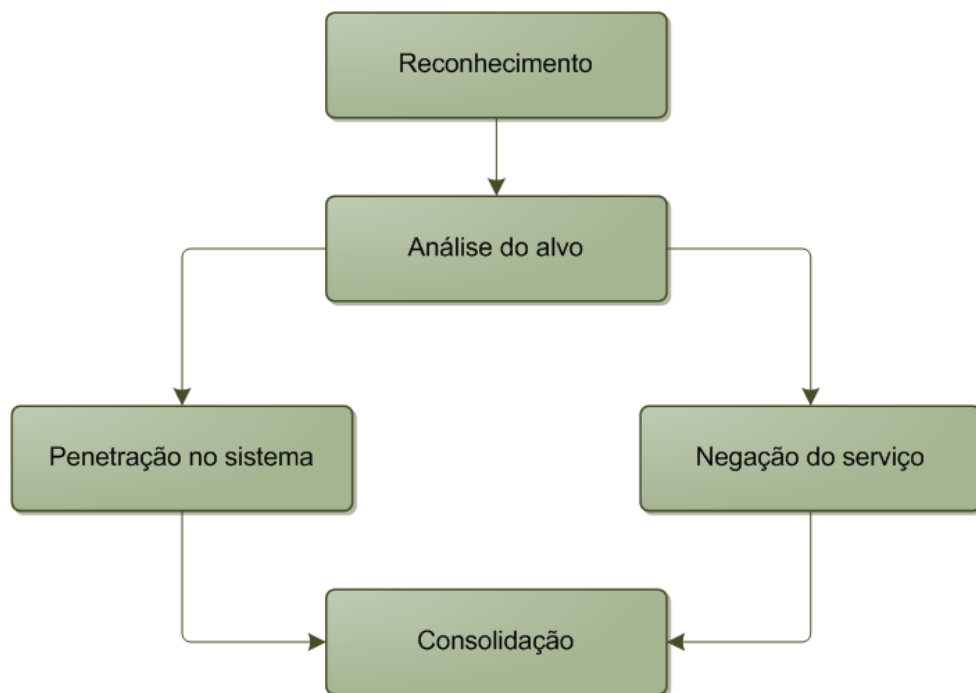 Reconhecimento
Análise do alvo
Penetração no sistema
Negação do serviço
Consolidação